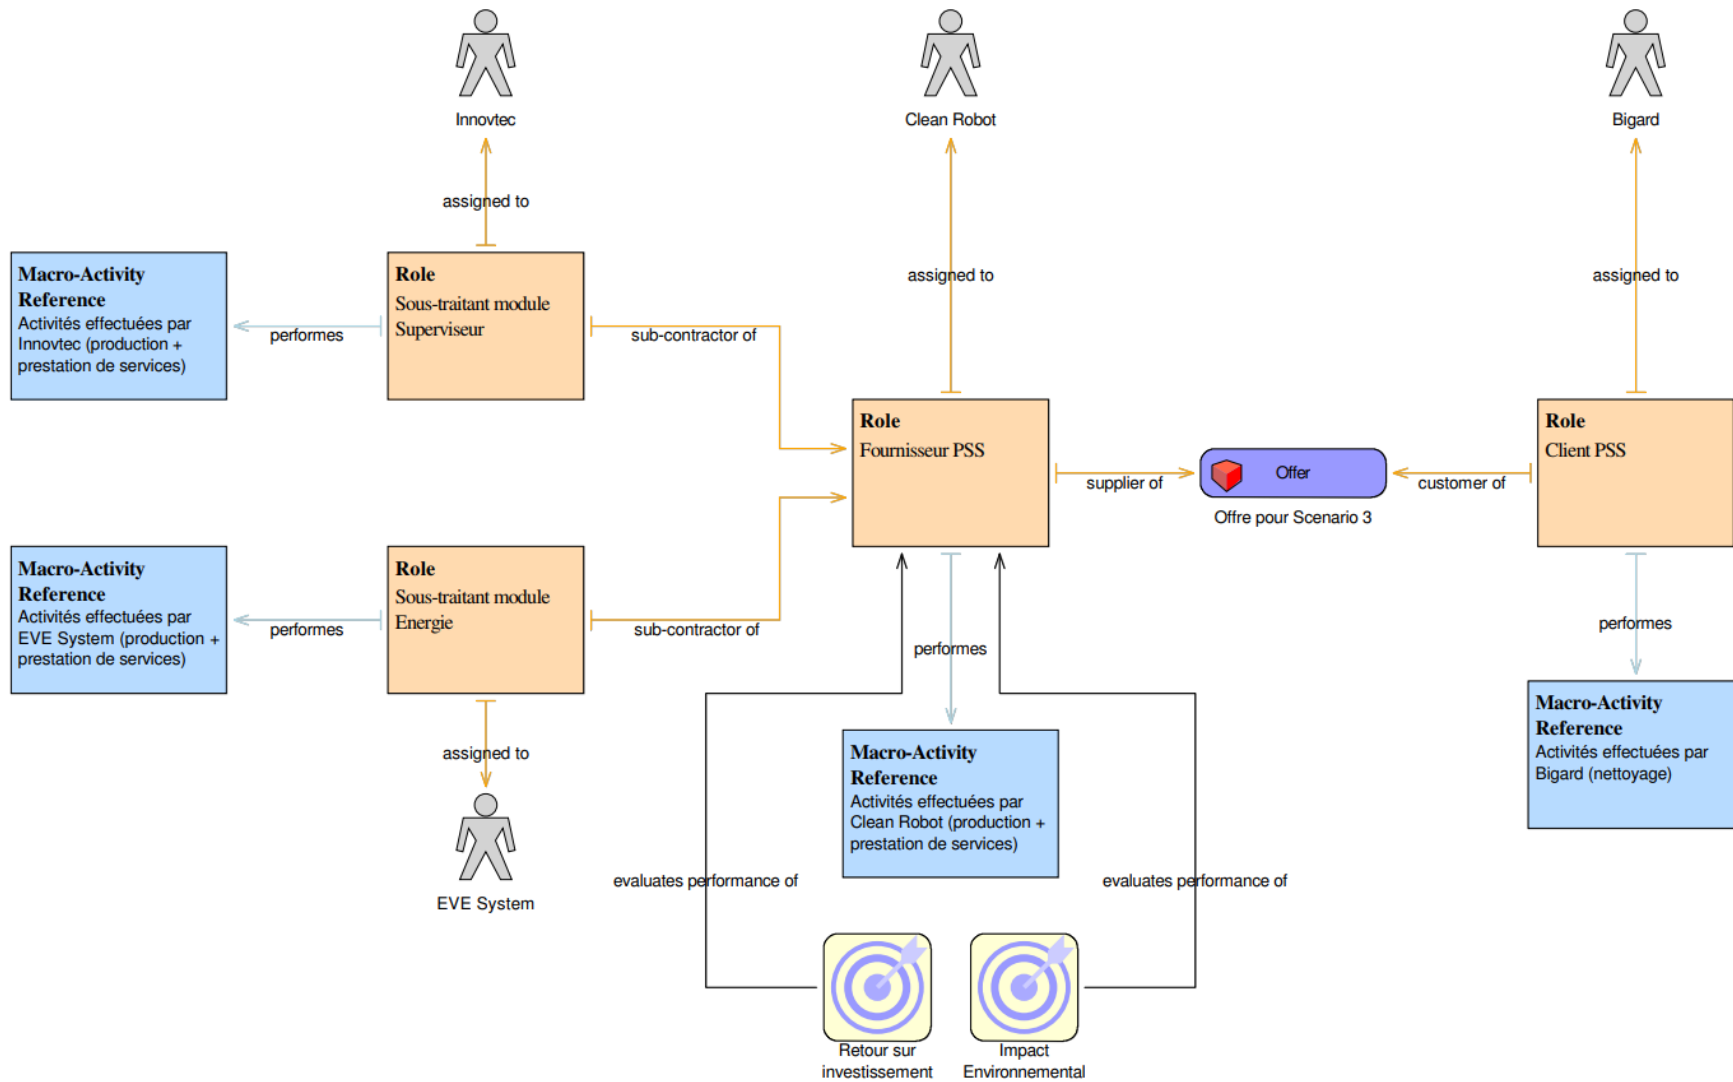 Innovtec
Clean Robot
Bigard
assigned to
assigned to
assigned to
Macro-Activity
Reference
Activités effectuées par
Innovtec (production +
prestation de services)
performes
Role
Sous-traitant module
Superviseur
sub-contractor of
Role
Fournisseur PSS
supplier of
Offer
Offre pour Scenario 3
customer of
Role
Client PSS
Macro-Activity
Reference
Activités effectuées par
EVE System (production +
prestation de services)
performes
Role
Sous-traitant module
Energie
sub-contractor of
performes
performes
assigned to
EVE System
Macro-Activity
Reference
Activités effectuées par
Clean Robot (production +
prestation de services)
Macro-Activity
Reference
Activités effectuées par
Bigard (nettoyage)
evaluates performance of
evaluates performance of
Retour sur
investissement
Impact
Environnemental